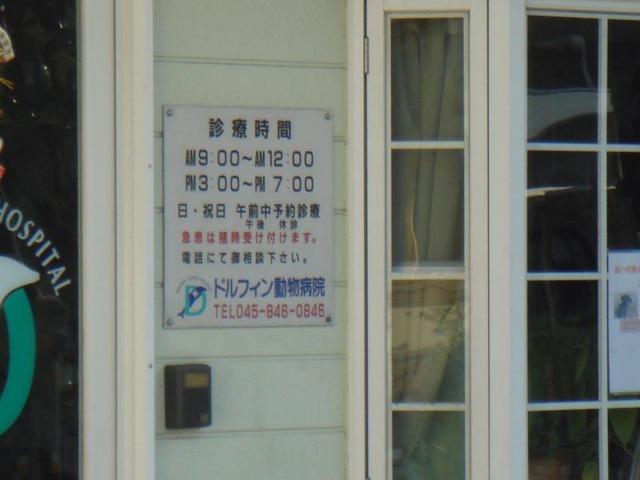 診療時間
AM9:00~AM12:00
PM3:00~PM 7:00
日・祝日 午前中予約診療
午後 休診
急患は随時受け付けます。
電話にて御相談下さい。
ドルフィン動物病院
TEL045-846-0846
HOSPITAL